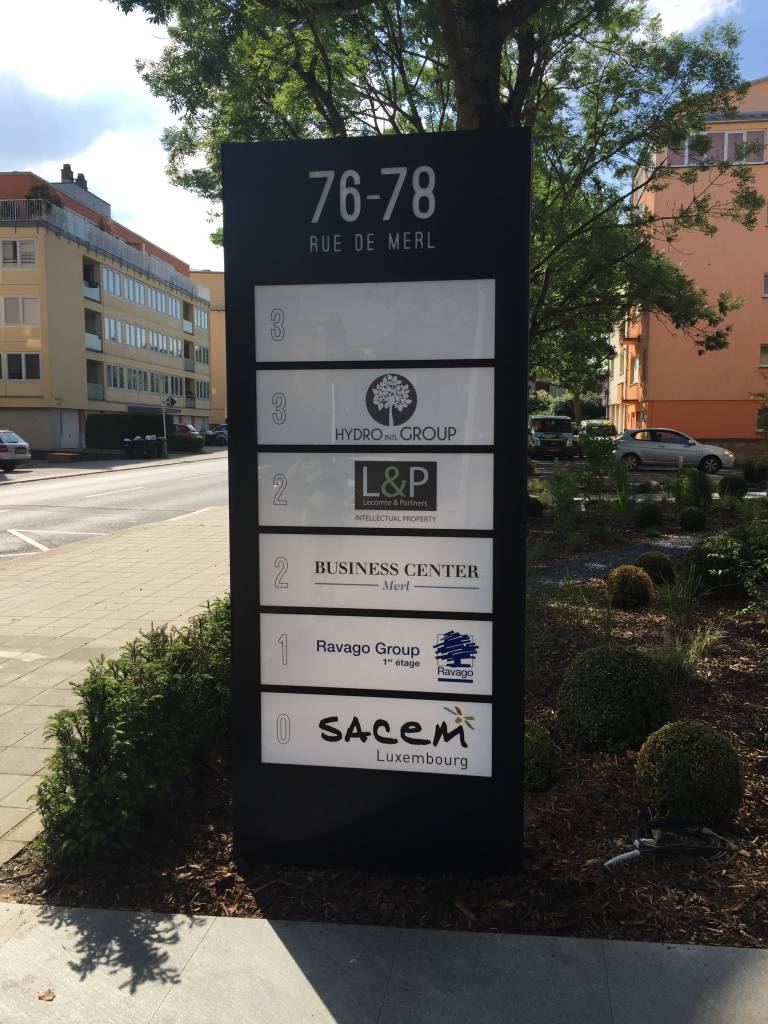 76-78
RUE DE MERL
3
3
HYDRO INTL GROUP
2
L&P
Lecomte & Partners
INTELLECTUAL PROPERTY
2
BUSINESS CENTER
Merl
1
Ravago Group
1er étage
Ravago
0
sacem
Luxembourg